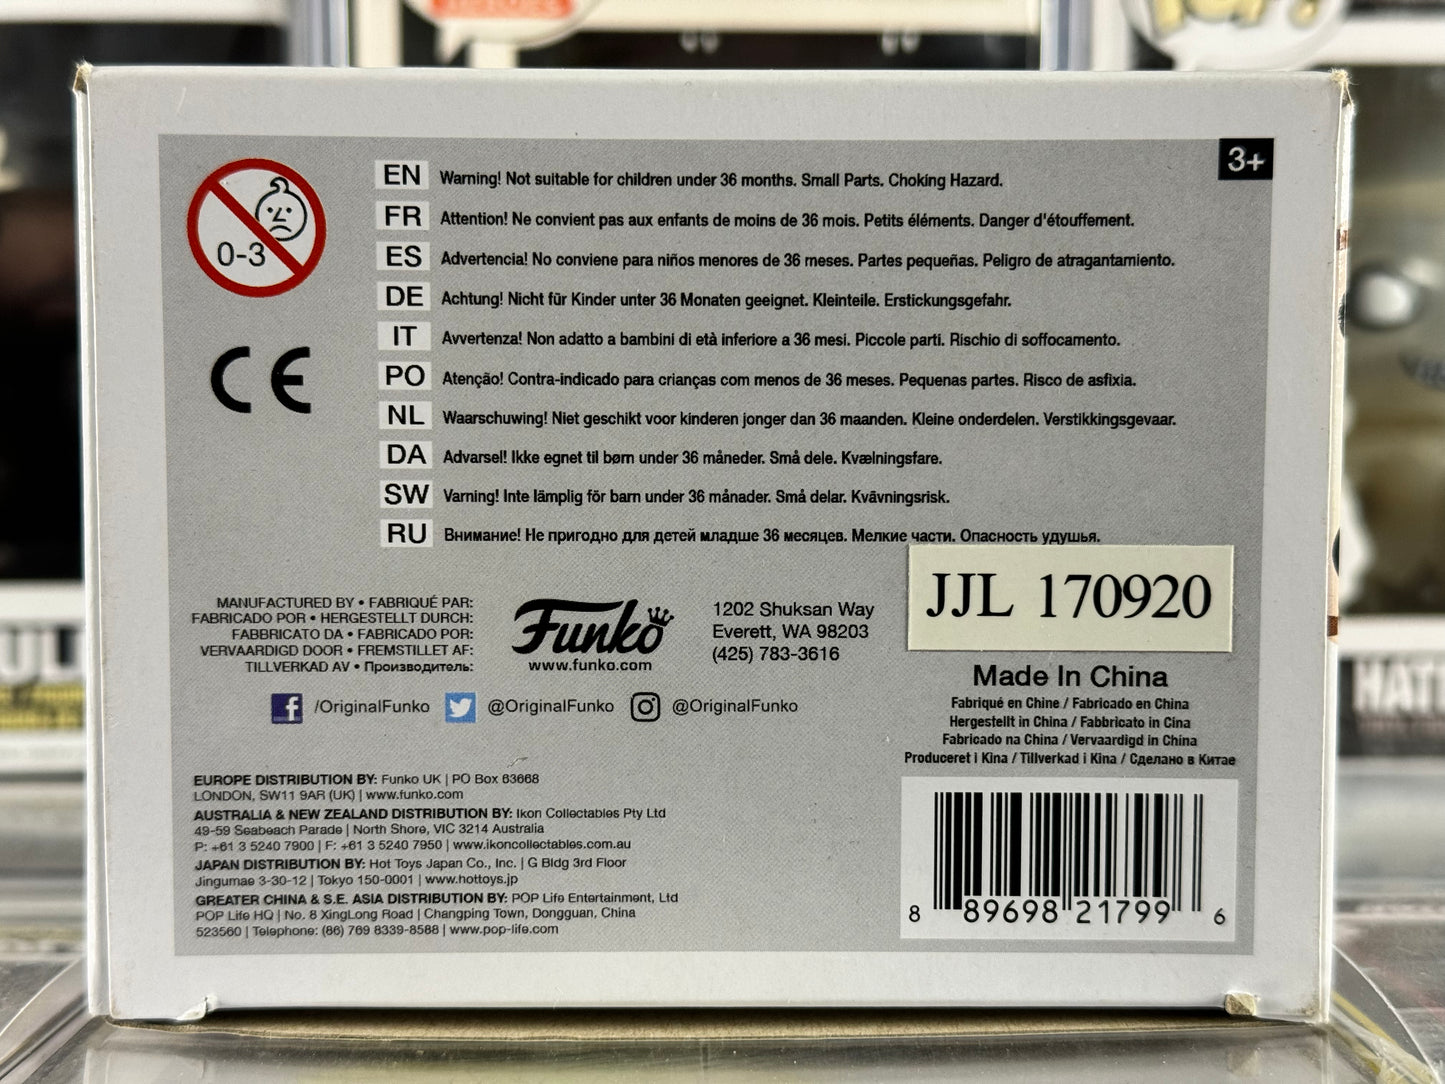 3+
0-3
EN Warning! Not suitable for children under 36 months. Small Parts. Choking Hazard.
FR Attention! Ne convient pas aux enfants de moins de 36 mois. Petits éléments. Danger d'étouffement.
ES Advertencia! No conviene para niños menores de 36 meses. Partes pequeñas. Peligro de atragantamiento.
DE Achtung! Nicht für Kinder unter 36 Monaten geeignet. Kleinteile. Erstickungsgefahr.
IT Avvertenza! Non adatto a bambini di età inferiore a 36 mesi. Piccole parti. Rischio di soffocamento.
PO Atenção! Contra-indicado para crianças com menos de 36 meses. Pequenas partes. Risco de asfixia.
NL Waarschuwing! Niet geschikt voor kinderen jonger dan 36 maanden. Kleine onderdelen. Verstikkingsgevaar.
DA Advarsel! Ikke egnet til børn under 36 måneder. Små dele. Kvælningsfare.
SW Varning! Inte lämplig för barn under 36 månader. Små delar. Kvävningsrisk.
RU Внимание! Не пригодно для детей младше 36 месяцев. Мелкие части. Опасность удушья.
CE
MANUFACTURED BY • FABRIQUÉ PAR:
FABRICADO POR • HERGESTELLT DURCH:
FABBRICATO DA • FABRICADO POR:
VERVAARDIGD DOOR • FREMSTILLET AF:
TILLVERKAD AV • Производитель:
Funko
www.funko.com
1202 Shuksan Way
Everett, WA 98203
(425) 783-3616
JJL 170920
/OriginalFunko @OriginalFunko @OriginalFunko
Made In China
Fabriqué en Chine / Fabricado en China
Hergestellt in China / Fabbricato in Cina
Fabricado na China / Vervaardigd in China
Produceret i Kina / Tillverkad i Kina / Сделано в Китае
EUROPE DISTRIBUTION BY: Funko UK | PO Box 63668
LONDON, SW11 9AR (UK) | www.funko.com
AUSTRALIA & NEW ZEALAND DISTRIBUTION BY: Ikon Collectables Pty Ltd
49-59 Seabeach Parade | North Shore, VIC 3214 Australia
P: +61 3 5240 7900 | F: +61 3 5240 7950 | www.ikoncollectables.com.au
JAPAN DISTRIBUTION BY: Hot Toys Japan Co., Inc. | G Bldg 3rd Floor
Jingumae 3-30-12 | Tokyo 150-0001 | www.hottoys.jp
GREATER CHINA & S.E. ASIA DISTRIBUTION BY: POP Life Entertainment, Ltd
POP Life HQ | No. 8 XingLong Road | Changping Town, Dongguan, China
523560 | Telephone: (86) 769 8339-8588 | www.pop-life.com
8 89698 21799 6